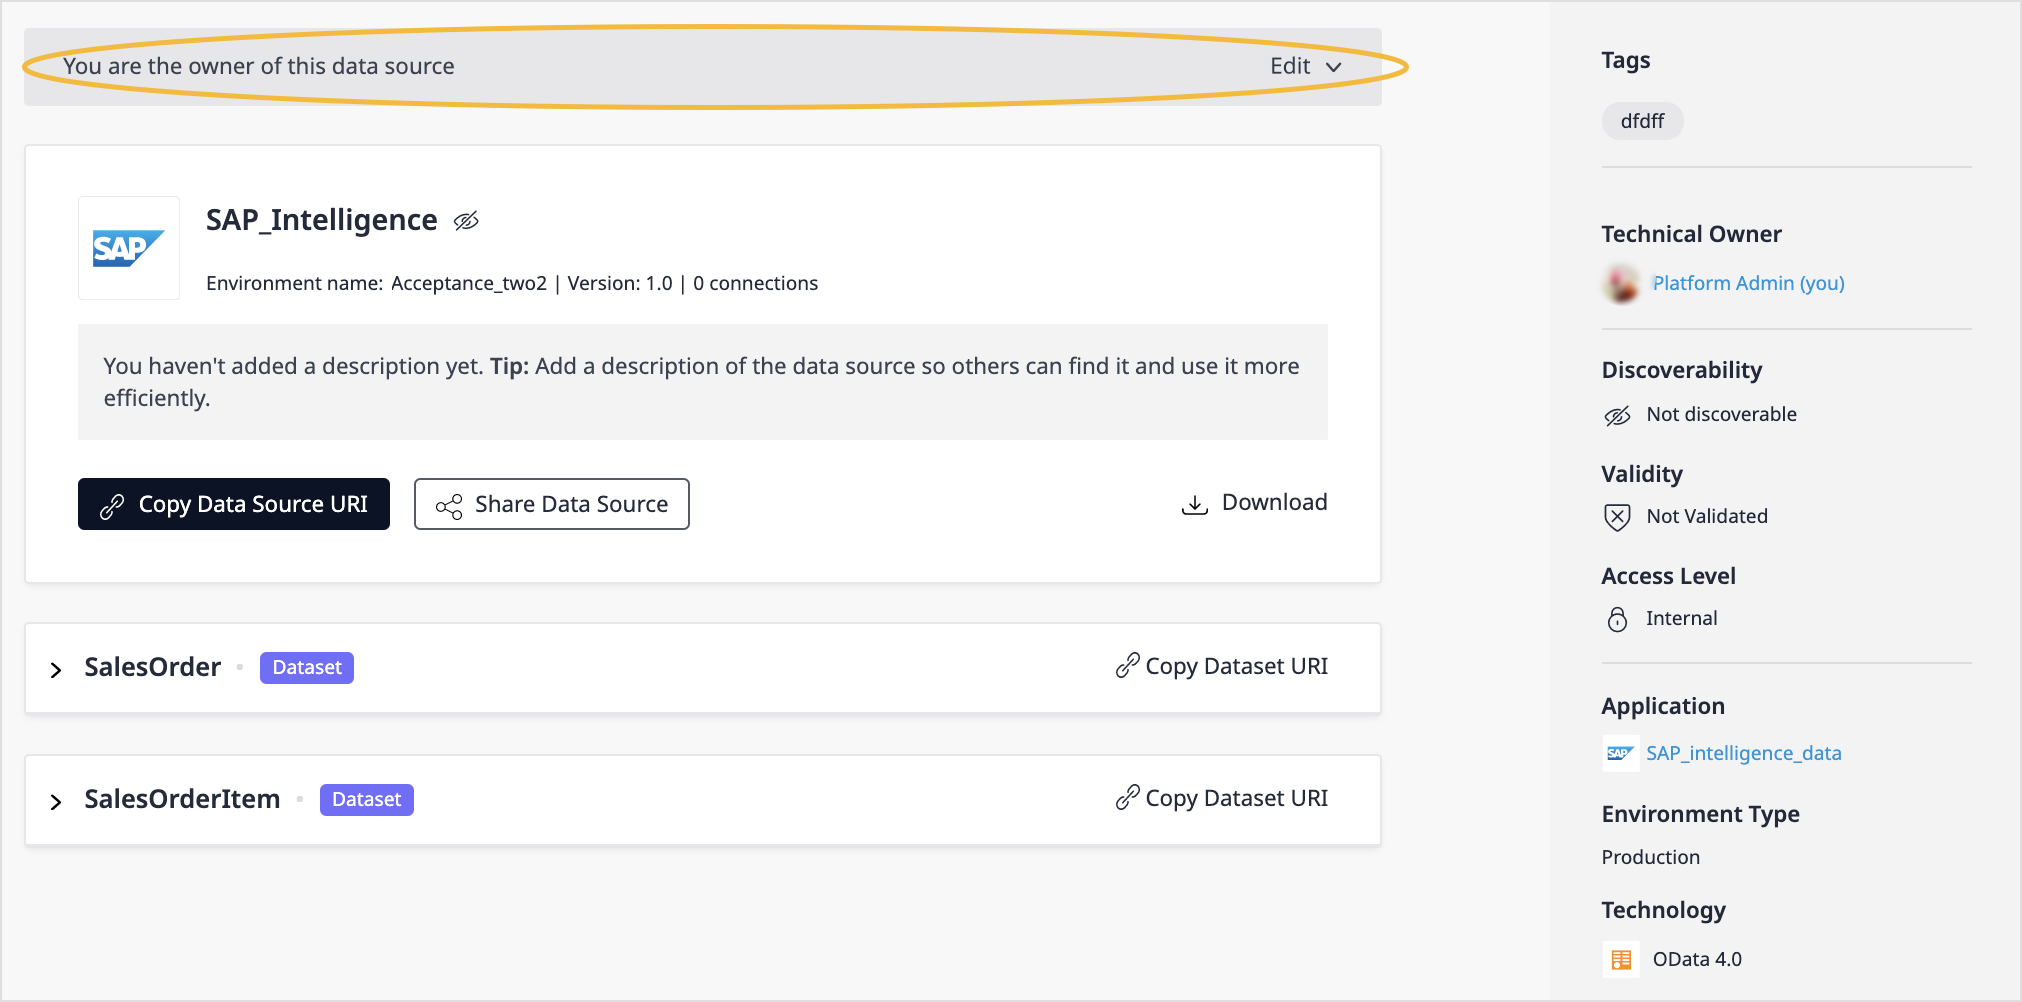 You are the owner of this data source
Edit
SAP
SAP_Intelligence
Environment name: Acceptance_two2 | Version: 1.0 | 0 connections
You haven't added a description yet. Tip: Add a description of the data source so others can find it and use it more
efficiently.
Copy Data Source URI
Share Data Source
Download
SalesOrder
Dataset
Copy Dataset URI
SalesOrderItem
Dataset
Copy Dataset URI
Tags
dfdff
Technical Owner
Platform Admin (you)
Discoverability
Not discoverable
Validity
Not Validated
Access Level
Internal
Application
SAP
SAP_intelligence_data
Environment Type
Production
Technology
OData 4.0